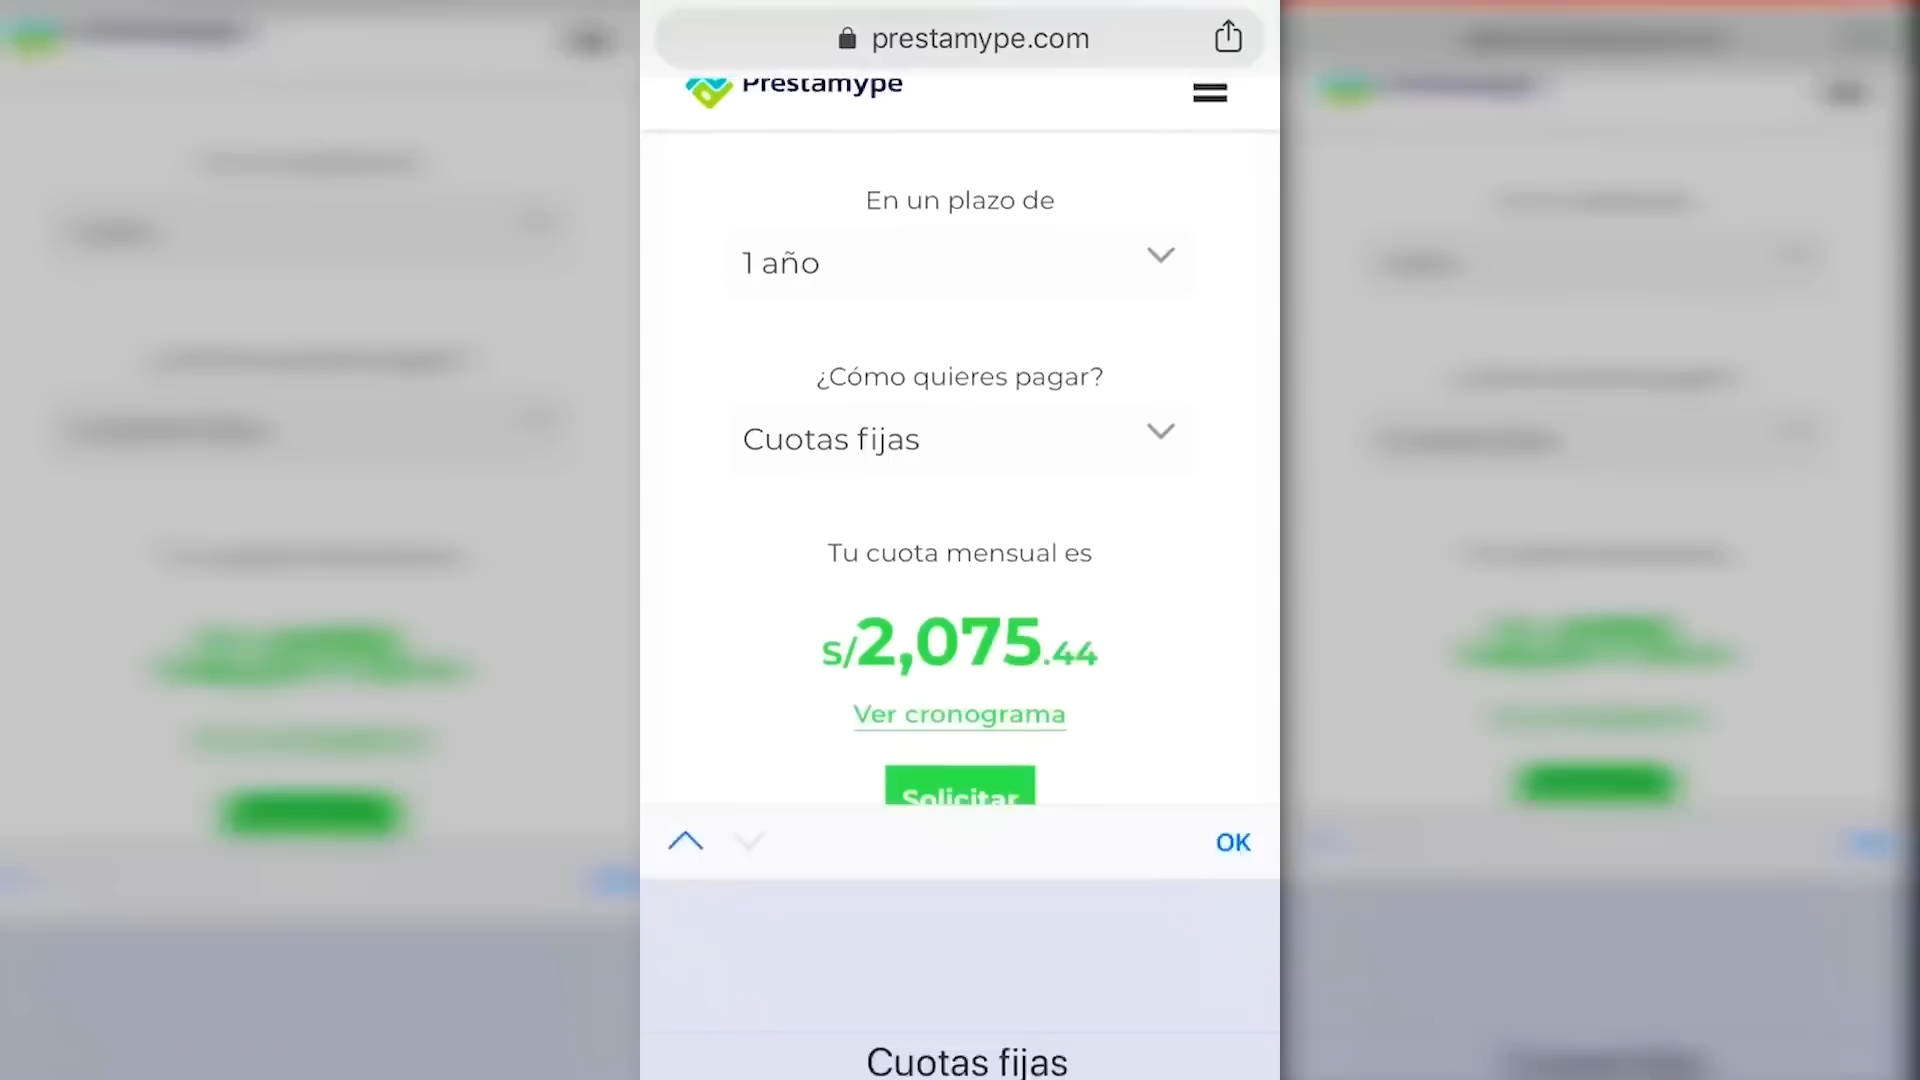 prestamype.com
Prestamype
En un plazo de
1 año
¿Cómo quieres pagar?
Cuotas fijas
Tu cuota mensual es
S/2,075.44
Ver cronograma
Solicitar
OK
Cuotas fijas